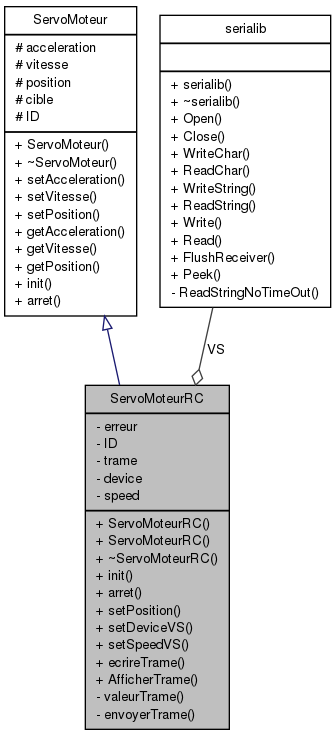 ServoMoteur
# acceleration
# vitesse
# position
# cible
# ID
+ ServoMoteur()
+ ~ServoMoteur()
+ setAcceleration()
+ setVitesse()
+ setPosition()
+ getAcceleration()
+ getVitesse()
+ getPosition()
+ init()
+ arret()
serialib
+ serialib()
+ ~serialib()
+ Open()
+ Close()
+ WriteChar()
+ ReadChar()
+ WriteString()
+ ReadString()
+ Write()
+ Read()
+ FlushReceiver()
+ Peek()
- ReadStringNoTimeOut()
VS
ServoMoteurRC
- erreur
- ID
- trame
- device
- speed
+ ServoMoteurRC()
+ ServoMoteurRC()
+ ~ServoMoteurRC()
+ init()
+ arret()
+ setPosition()
+ setDeviceVS()
+ setSpeedVS()
+ ecrireTrame()
+ AfficherTrame()
- valeurTrame()
- envoyerTrame()